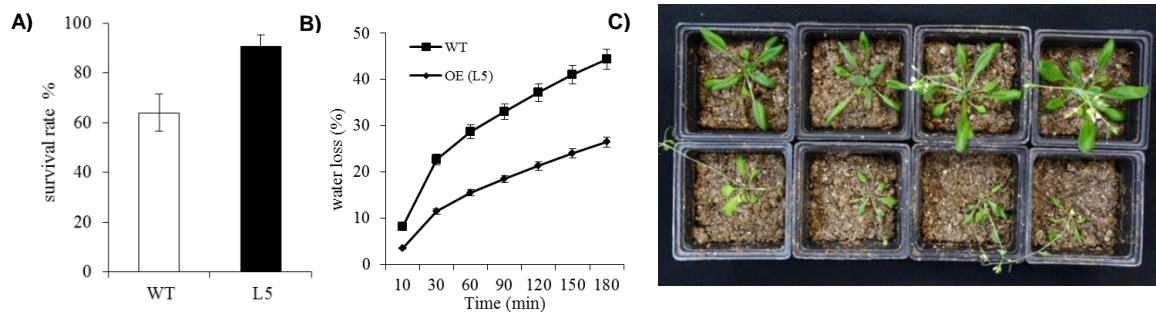 A)
survival rate %
100
80
60
40
20
0
WT
L5
B)
water loss (%)
50
40
30
20
10
0
WT
OE (L5)
10 30 60 90 120 150 180
Time (min)
C)